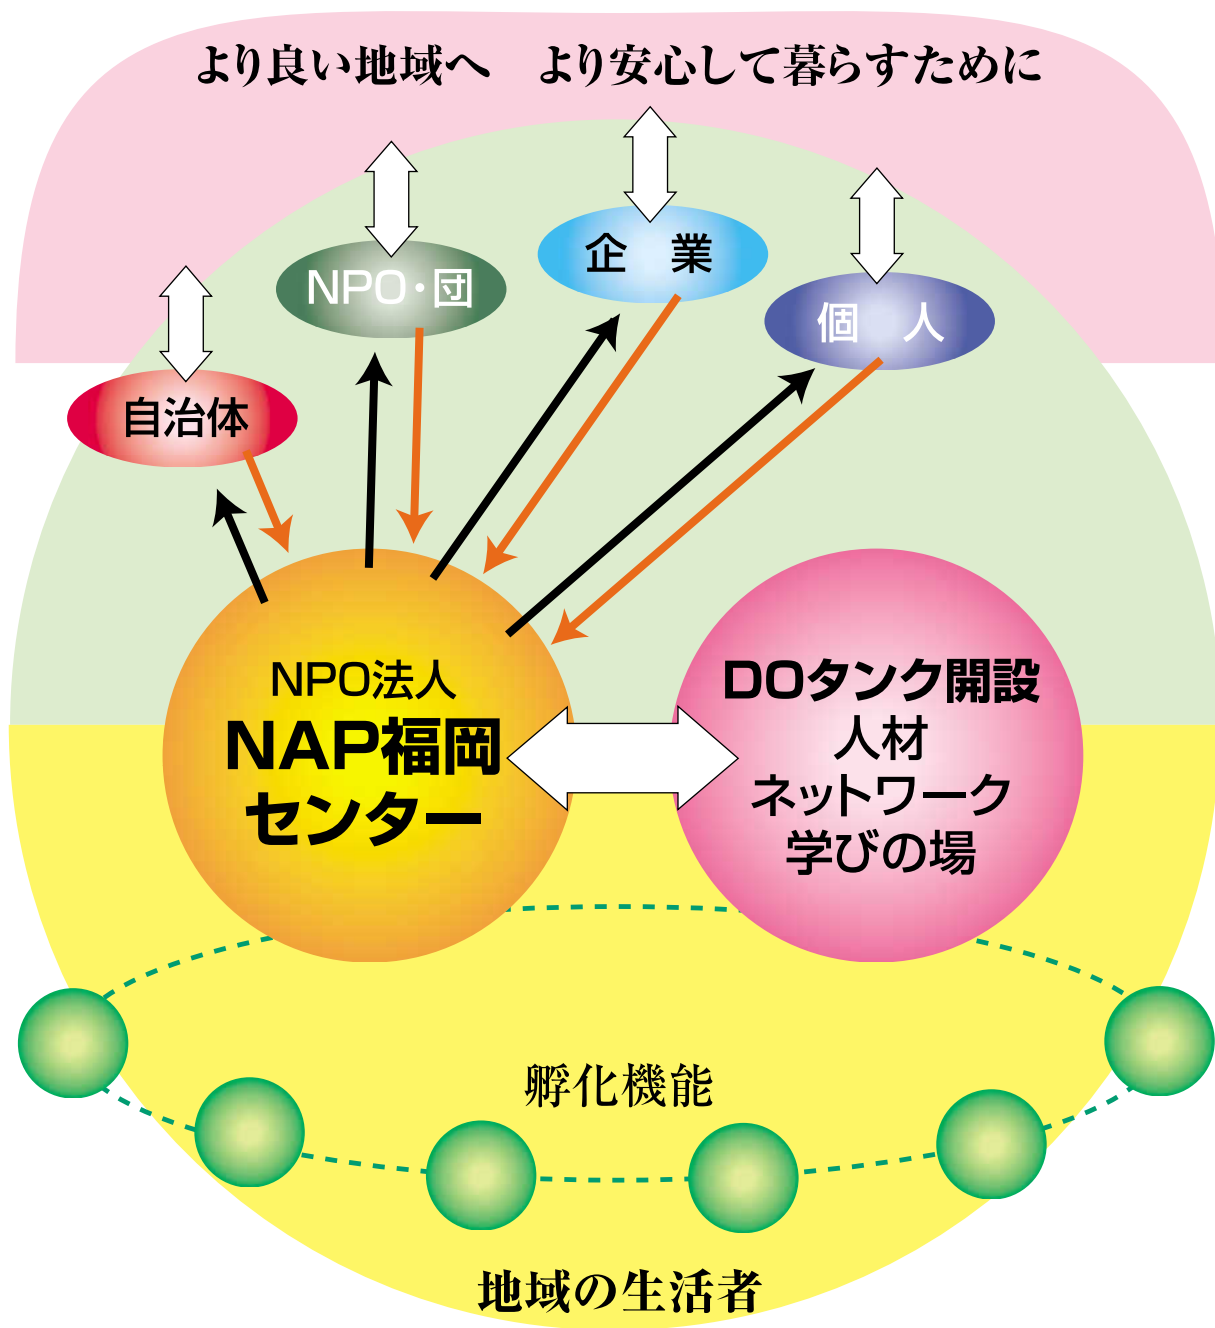 より良い地域へ　より安心して暮らすために
企　業
NPO・団
個　人
自治体
NPO法人
NAP福岡
センター
DOタンク開設
人材
ネットワーク
学びの場
孵化機能
地域の生活者